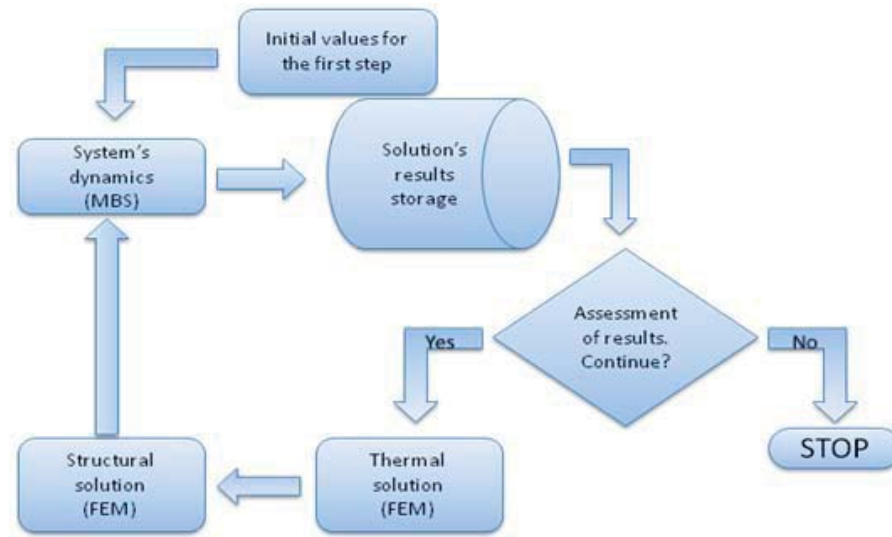 Initial values for
the first step
System's
dynamics
(MBS)
Solution's
results
storage
Assessment
of results.
Continue?
Yes
No
STOP
Thermal
solution
(FEM)
Structural
solution
(FEM)